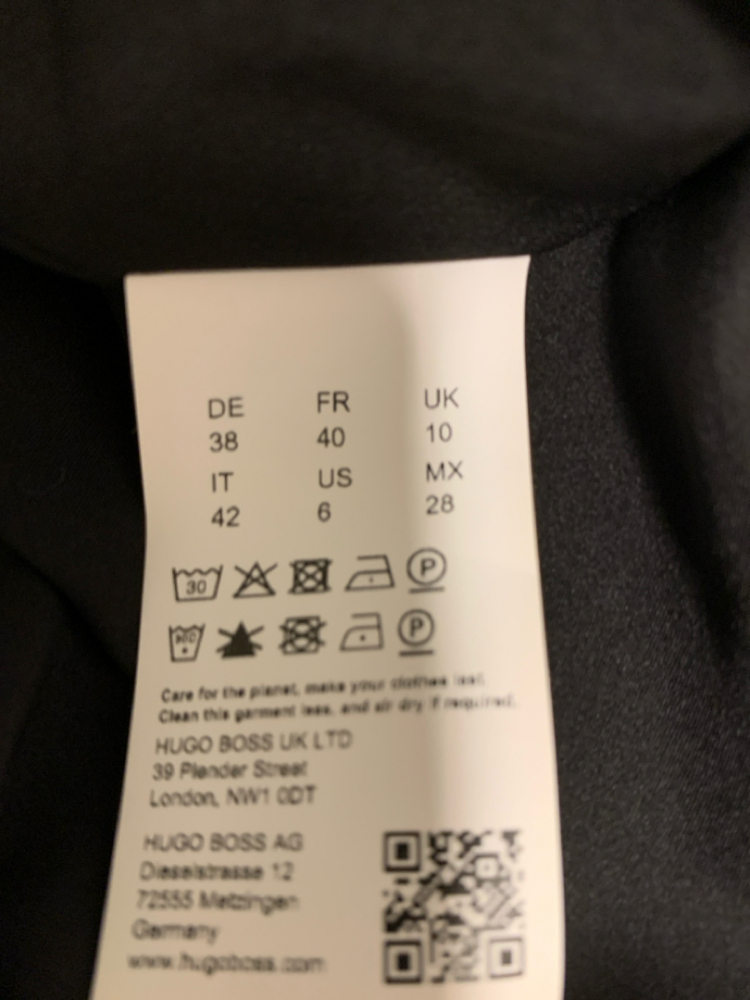 DE FR UK
38 40 10
IT US MX
42 6 28
30 P
P
Care for the planet, make your clothes last.
Clean this garment less, and air dry if required.
HUGO BOSS UK LTD
39 Plender Street
London, NW1 0DT
HUGO BOSS AG
Dieselstrasse 12
72555 Metzingen
Germany
www.hugoboss.com